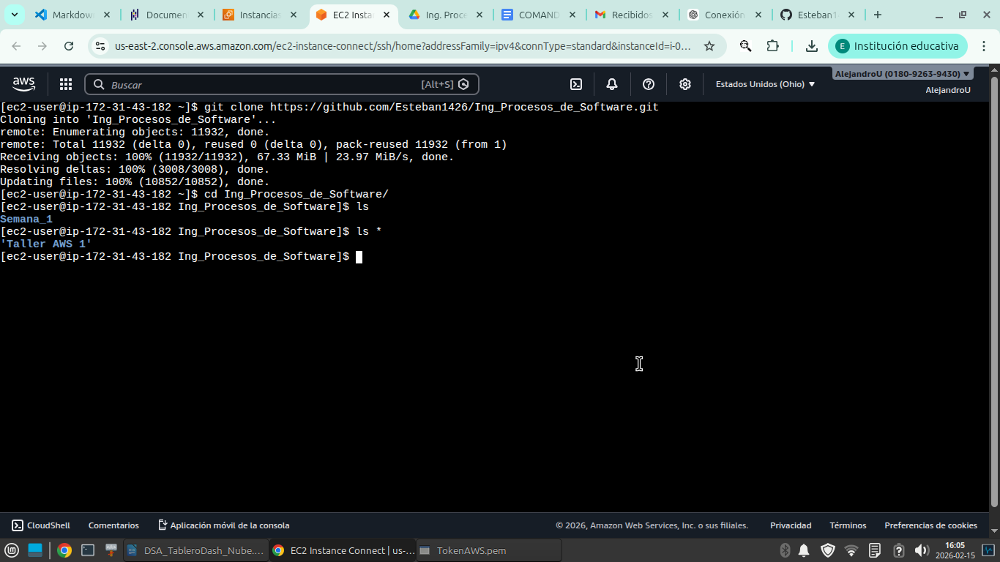 Markdow
Documen
Instancias
EC2 Insta
Ing. Proce
COMAND
Recibidos
Conexión
Esteban1
us-east-2.console.aws.amazon.com/ec2-instance-connect/ssh/home?addressFamily=ipv4&connType=standard&instanceId=i-0...
E
Institución educativa
aws
Buscar
[Alt+S]
Estados Unidos (Ohio)
AlejandroU (0180-9263-9430)
AlejandroU
[ec2-user@ip-172-31-43-182 ~]$ git clone https://github.com/Esteban1426/Ing_Procesos_de_Software.git
Cloning into 'Ing_Procesos_de_Software'...
remote: Enumerating objects: 11932, done.
remote: Total 11932 (delta 0), reused 0 (delta 0), pack-reused 11932 (from 1)
Receiving objects: 100% (11932/11932), 67.33 MiB | 23.97 MiB/s, done.
Resolving deltas: 100% (3008/3008), done.
Updating files: 100% (10852/10852), done.
[ec2-user@ip-172-31-43-182 ~]$ cd Ing_Procesos_de_Software/
[ec2-user@ip-172-31-43-182 Ing_Procesos_de_Software]$ ls
Semana_1
[ec2-user@ip-172-31-43-182 Ing_Procesos_de_Software]$ ls *
'Taller AWS 1'
[ec2-user@ip-172-31-43-182 Ing_Procesos_de_Software]$
CloudShell
Comentarios
Aplicación móvil de la consola
© 2026, Amazon Web Services, Inc. o sus filiales.
Privacidad
Términos
Preferencias de cookies
DSA_TableroDash_Nube....
EC2 Instance Connect | us-...
TokenAWS.pem
16:05
2026-02-15